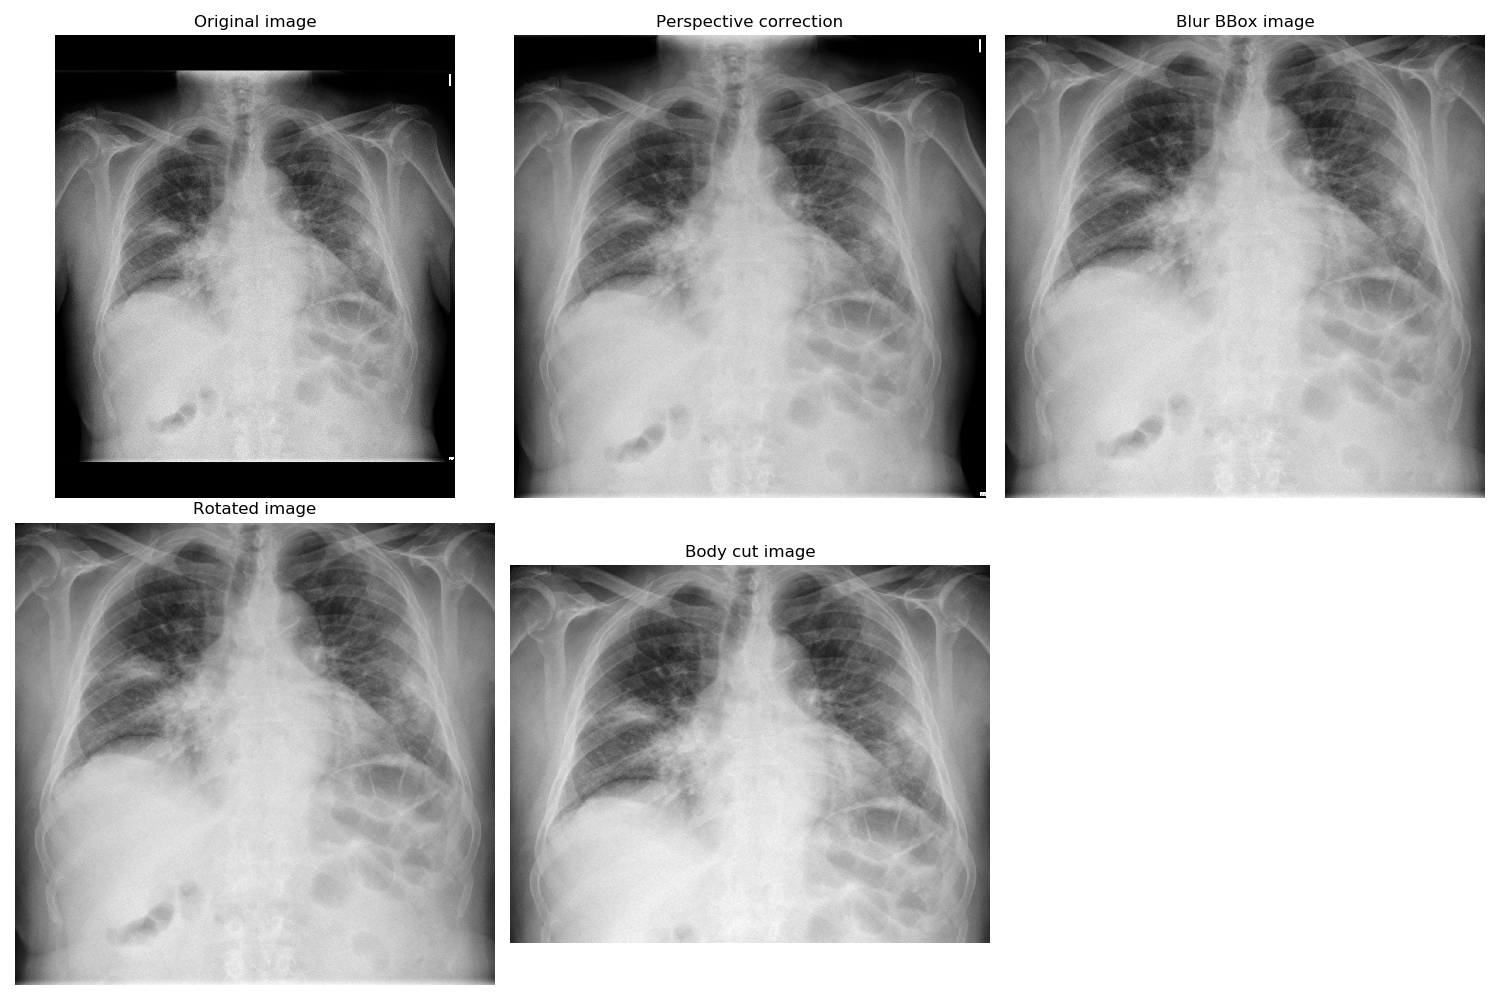 Original image
Perspective correction
Blur BBox image
Rotated image
Body cut image